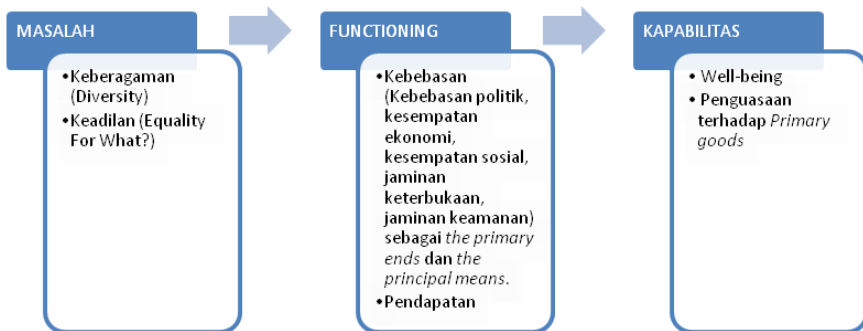 MASALAH
•Keberagaman
(Diversity)
•Keadilan (Equality
For What?)
FUNCTIONING
•Kebebasan
(Kebebasan politik,
kesempatan
ekonomi,
kesempatan sosial,
jaminan
keterbukaan,
jaminan keamanan)
sebagai the primary
ends dan the
principal means.
•Pendapatan
KAPABILITAS
• Well-being
• Penguasaan
terhadap Primary
goods